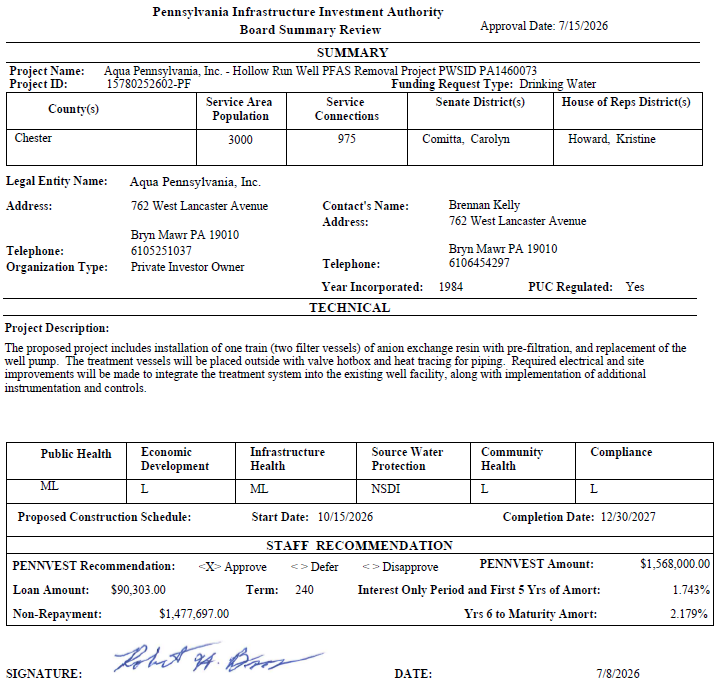 Pennsylvania Infrastructure Investment Authority
Board Summary Review
Approval Date: 7/15/2026
SUMMARY
Project Name: Aqua Pennsylvania, Inc. - Hollow Run Well PFAS Removal Project PWSID PA1460073
Project ID: 15780252602-PF Funding Request Type: Drinking Water
County(s) Service Area Population Service Connections Senate District(s) House of Reps District(s)
Chester 3000 975 Comitta, Carolyn Howard, Kristine
Legal Entity Name: Aqua Pennsylvania, Inc.
Address: 762 West Lancaster Avenue Contact's Name: Brennan Kelly
Address: 762 West Lancaster Avenue
Bryn Mawr PA 19010 Bryn Mawr PA 19010
Telephone: 6105251037
Organization Type: Private Investor Owner Telephone: 6106454297
Year Incorporated: 1984 PUC Regulated: Yes
TECHNICAL
Project Description:
The proposed project includes installation of one train (two filter vessels) of anion exchange resin with pre-filtration, and replacement of the
well pump. The treatment vessels will be placed outside with valve hotbox and heat tracing for piping. Required electrical and site
improvements will be made to integrate the treatment system into the existing well facility, along with implementation of additional
instrumentation and controls.
Public Health Economic Development Infrastructure Health Source Water Protection Community Health Compliance
ML L ML NSDI L L
Proposed Construction Schedule: Start Date: 10/15/2026 Completion Date: 12/30/2027
STAFF RECOMMENDATION
PENNVEST Recommendation: <X> Approve < > Defer < > Disapprove PENNVEST Amount: $1,568,000.00
Loan Amount: $90,303.00 Term: 240 Interest Only Period and First 5 Yrs of Amort: 1.743%
Non-Repayment: $1,477,697.00 Yrs 6 to Maturity Amort: 2.179%
SIGNATURE: Robert H. DATE: 7/8/2026